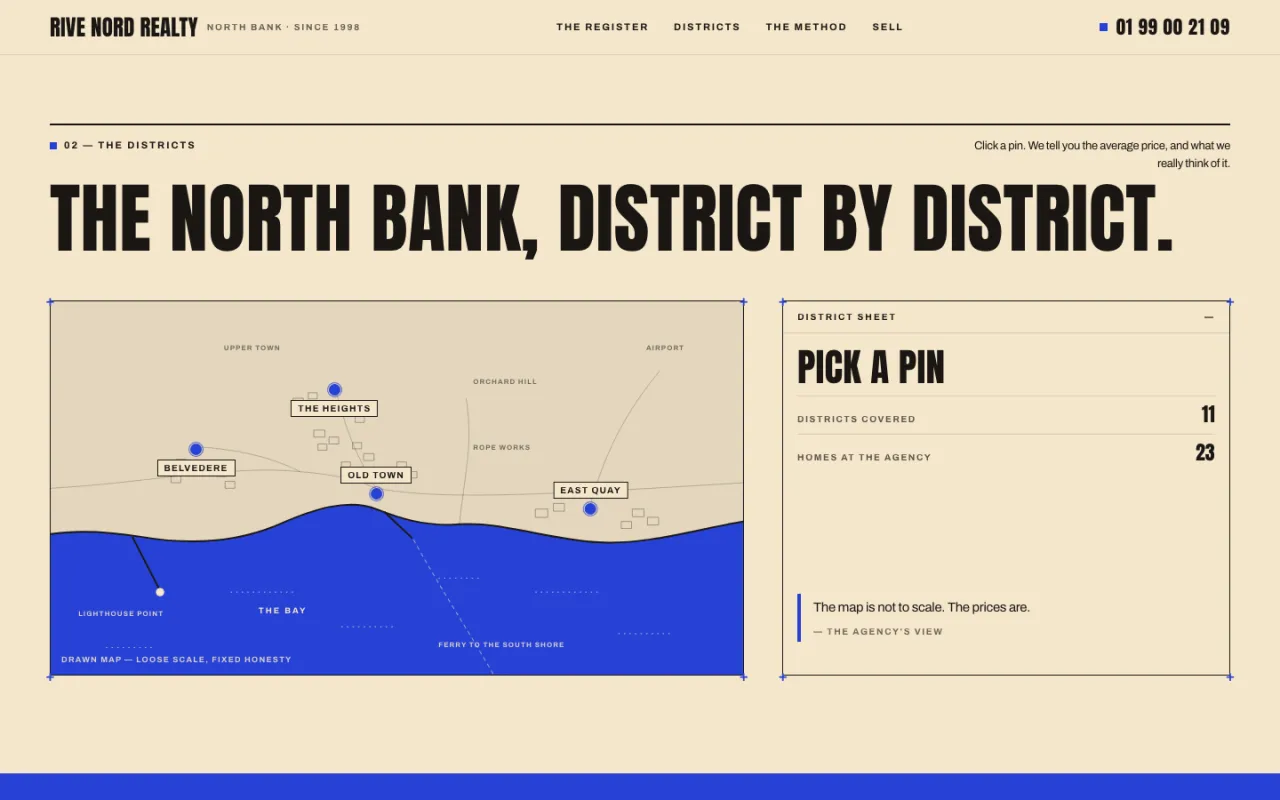 RIVE NORD REALTY NORTH BANK · SINCE 1998
THE REGISTER DISTRICTS THE METHOD SELL
01 99 00 21 09
02 — THE DISTRICTS
Click a pin. We tell you the average price, and what we
really think of it.
THE NORTH BANK, DISTRICT BY DISTRICT.
UPPER TOWN
AIRPORT
ORCHARD HILL
THE HEIGHTS
ROPE WORKS
BELVEDERE
OLD TOWN
EAST QUAY
LIGHTHOUSE POINT
THE BAY
FERRY TO THE SOUTH SHORE
DRAWN MAP — LOOSE SCALE, FIXED HONESTY
DISTRICT SHEET —
PICK A PIN
DISTRICTS COVERED 11
HOMES AT THE AGENCY 23
The map is not to scale. The prices are.
— THE AGENCY'S VIEW